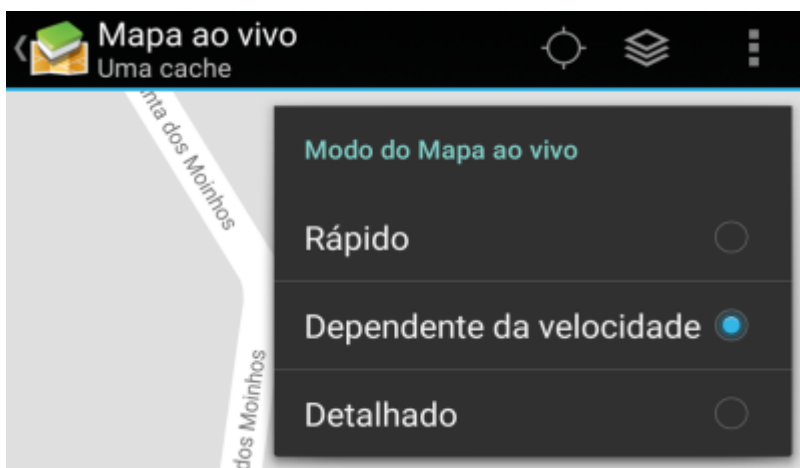 Mapa ao vivo
Uma cache
nta dos Moinhos
Modo do Mapa ao vivo
Rápido
Dependente da velocidade
dos Moinhos
Detalhado